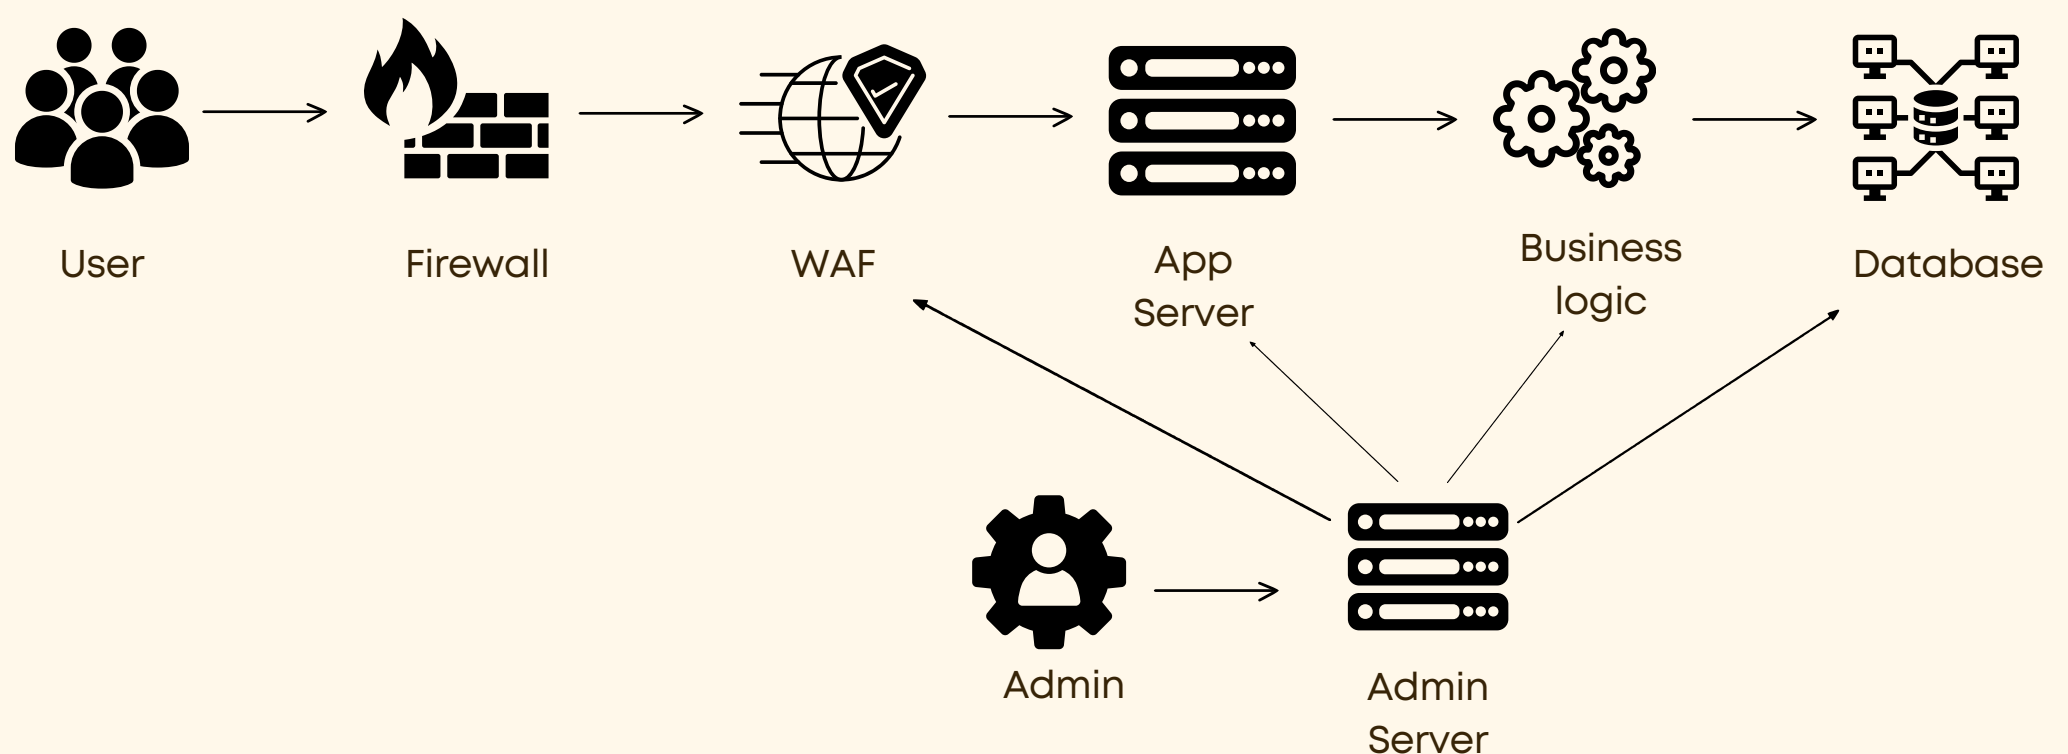 User
Firewall
WAF
App
Server
Business
logic
Database
Admin
Admin
Server